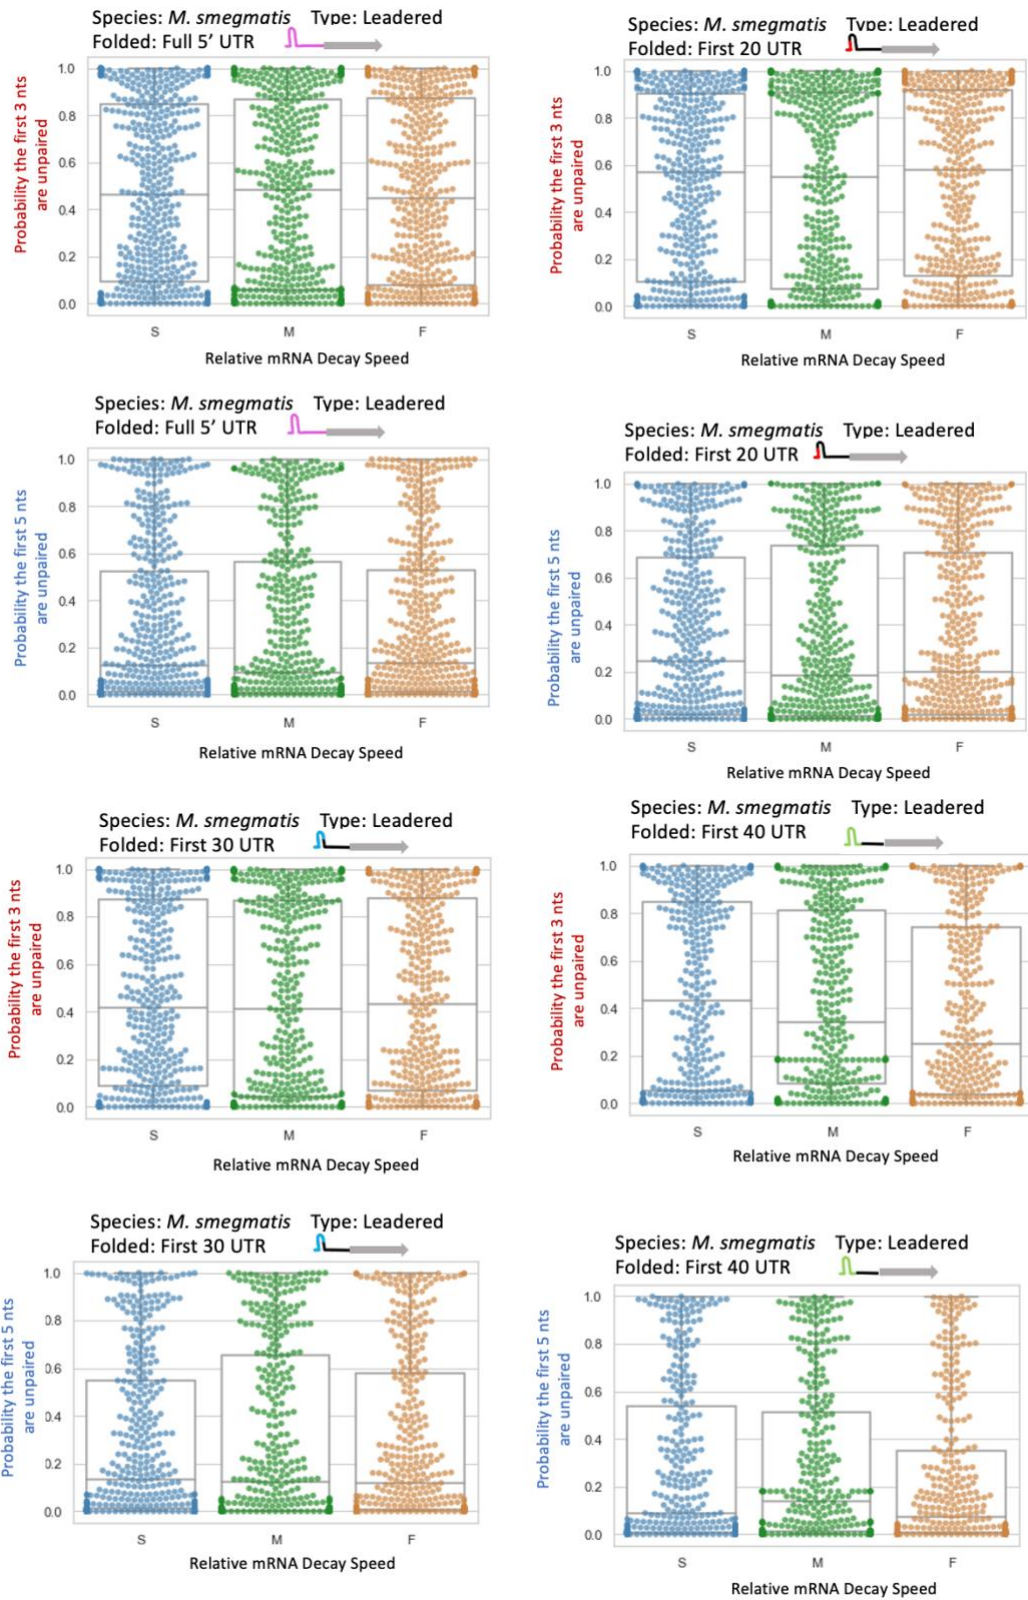 Species: M. smegmatis Type: Leadered
Folded: Full 5’ UTR
Probability the first 3 nts
are unpaired
1.0
0.8
0.6
0.4
0.2
0.0
S M F
Relative mRNA Decay Speed
Species: M. smegmatis Type: Leadered
Folded: First 20 UTR
Probability the first 3 nts
are unpaired
1.0
0.8
0.6
0.4
0.2
0.0
S M F
Relative mRNA Decay Speed
Species: M. smegmatis Type: Leadered
Folded: Full 5’ UTR
Probability the first 5 nts
are unpaired
1.0
0.8
0.6
0.4
0.2
0.0
S M F
Relative mRNA Decay Speed
Species: M. smegmatis Type: Leadered
Folded: First 20 UTR
Probability the first 5 nts
are unpaired
1.0
0.8
0.6
0.4
0.2
0.0
S M F
Relative mRNA Decay Speed
Species: M. smegmatis Type: Leadered
Folded: First 30 UTR
Probability the first 3 nts
are unpaired
1.0
0.8
0.6
0.4
0.2
0.0
S M F
Relative mRNA Decay Speed
Species: M. smegmatis Type: Leadered
Folded: First 40 UTR
Probability the first 3 nts
are unpaired
1.0
0.8
0.6
0.4
0.2
0.0
S M F
Relative mRNA Decay Speed
Species: M. smegmatis Type: Leadered
Folded: First 30 UTR
Probability the first 5 nts
are unpaired
1.0
0.8
0.6
0.4
0.2
0.0
S M F
Relative mRNA Decay Speed
Species: M. smegmatis Type: Leadered
Folded: First 40 UTR
Probability the first 5 nts
are unpaired
1.0
0.8
0.6
0.4
0.2
0.0
S M F
Relative mRNA Decay Speed